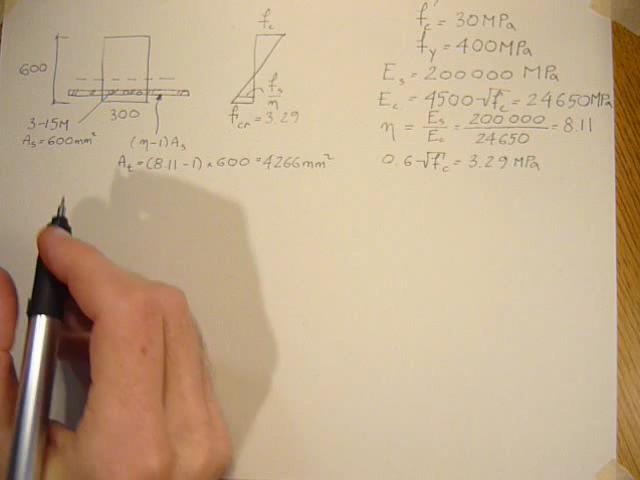 f'c = 30 MPa
fy = 400 MPa
Es = 200 000 MPa
Ec = 4500√f'c = 24650 MPa
η = Es/Ec = 200 000/24650 = 8.11
0.6√f'c = 3.29 MPa
fc
600
fs/η
300
fcr = 3.29
3-15M
As = 600 mm²
(η-1)As
At = (8.11 - 1) × 600 = 4266 mm²